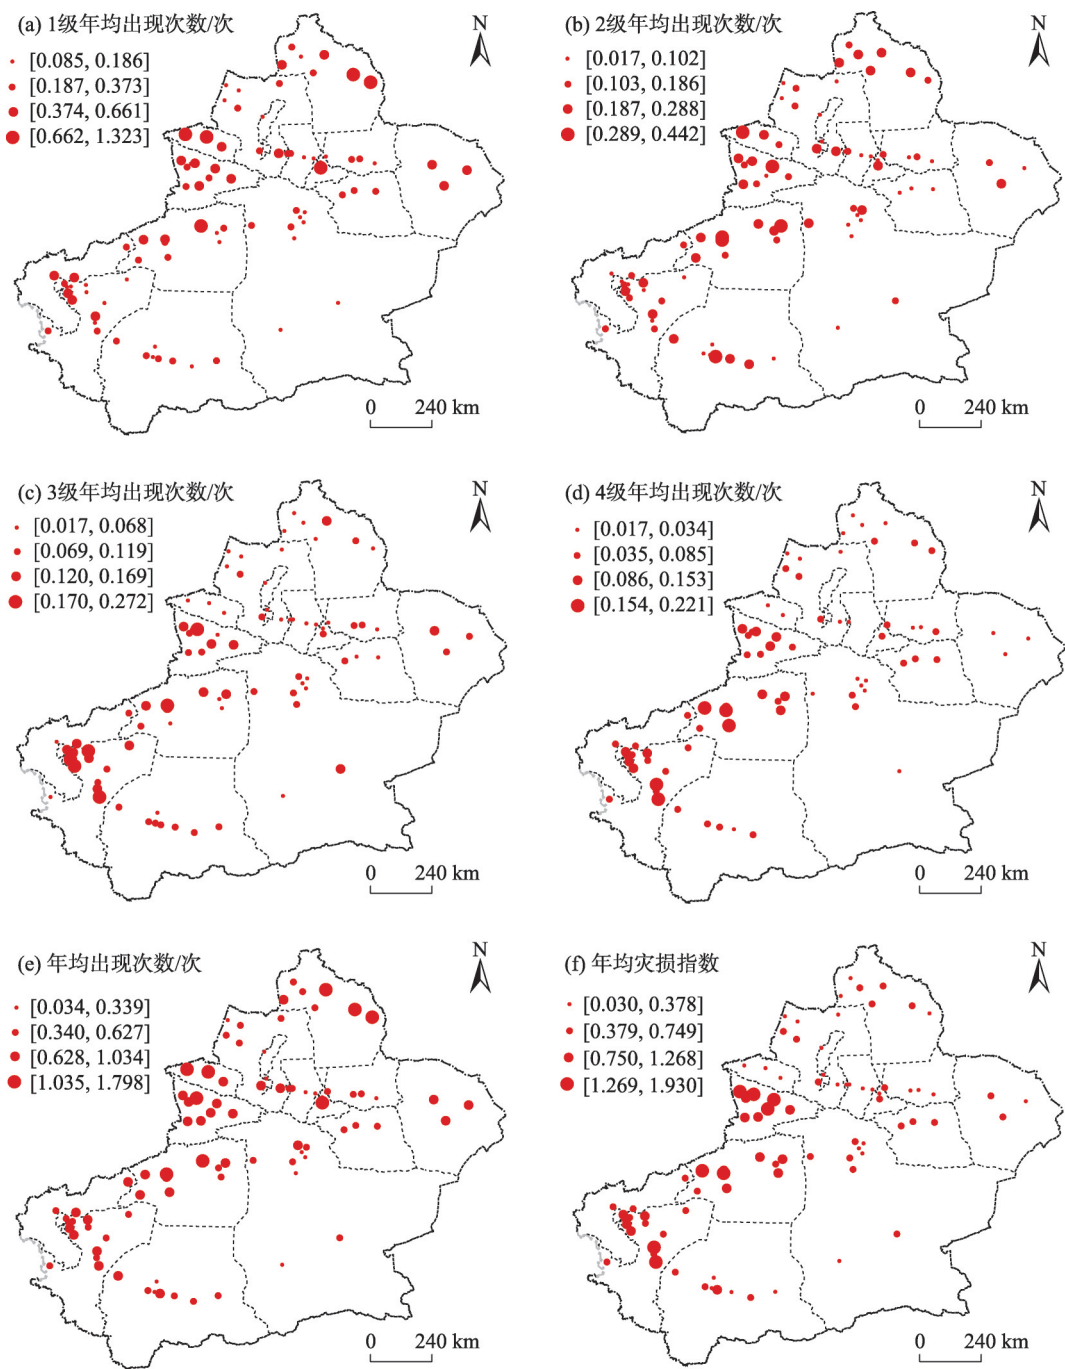 (a) 1级年均出现次数/次
[0.085, 0.186]
[0.187, 0.373]
[0.374, 0.661]
[0.662, 1.323]
N
0 240 km
(b) 2级年均出现次数/次
[0.017, 0.102]
[0.103, 0.186]
[0.187, 0.288]
[0.289, 0.442]
N
0 240 km
(c) 3级年均出现次数/次
[0.017, 0.068]
[0.069, 0.119]
[0.120, 0.169]
[0.170, 0.272]
N
0 240 km
(d) 4级年均出现次数/次
[0.017, 0.034]
[0.035, 0.085]
[0.086, 0.153]
[0.154, 0.221]
N
0 240 km
(e) 年均出现次数/次
[0.034, 0.339]
[0.340, 0.627]
[0.628, 1.034]
[1.035, 1.798]
N
0 240 km
(f) 年均灾损指数
[0.030, 0.378]
[0.379, 0.749]
[0.750, 1.268]
[1.269, 1.930]
N
0 240 km